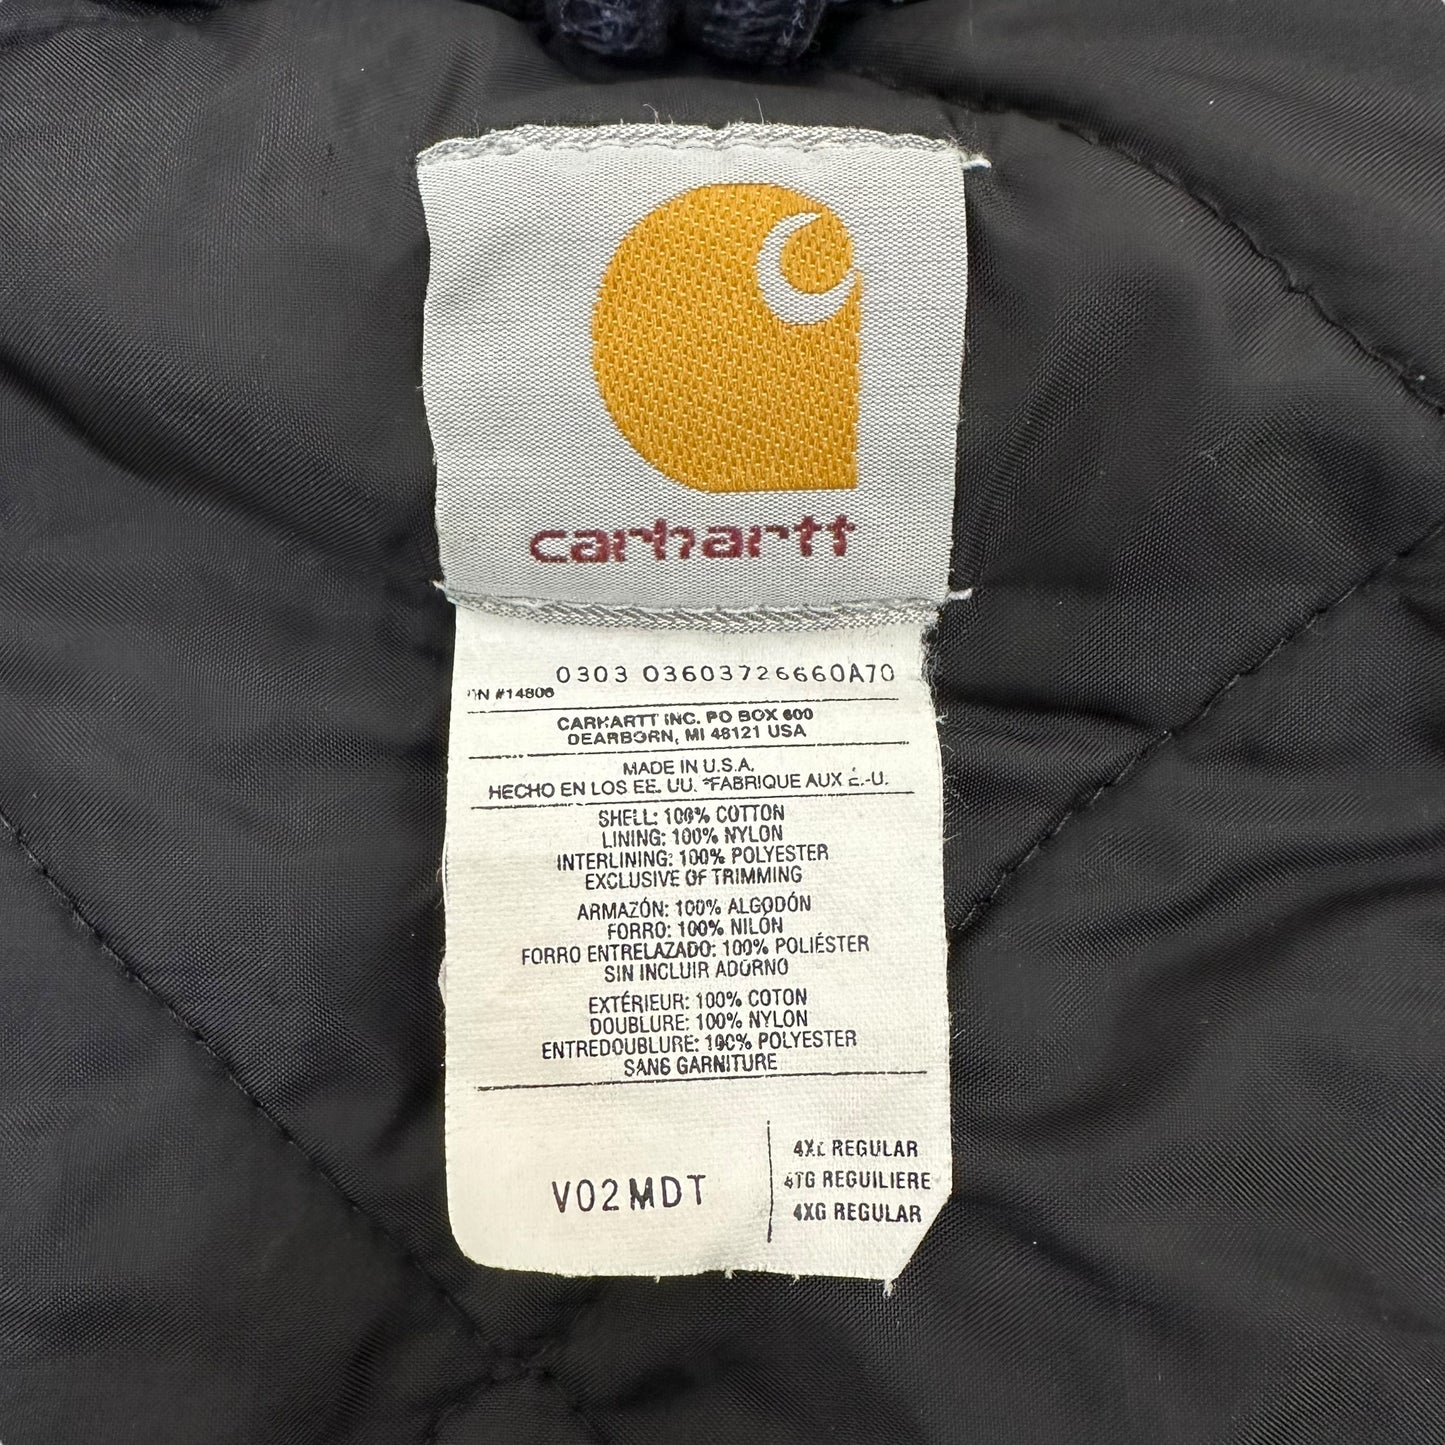 carhartt
0303 03603726660A70
RN #14806
CARHARTT INC. PO BOX 600
DEARBORN, MI 48121 USA
MADE IN U.S.A.
HECHO EN LOS EE. UU. *FABRIQUE AUX É.-U.
SHELL: 100% COTTON
LINING: 100% NYLON
INTERLINING: 100% POLYESTER
EXCLUSIVE OF TRIMMING
ARMAZÓN: 100% ALGODÓN
FORRO: 100% NILÓN
FORRO ENTRELAZADO: 100% POLIÉSTER
SIN INCLUIR ADORNO
EXTÉRIEUR: 100% COTON
DOUBLURE: 100% NYLON
ENTREDOUBLURE: 100% POLYESTER
SANS GARNITURE
V02MDT
4XL REGULAR
4TG REGUILIERE
4XG REGULAR